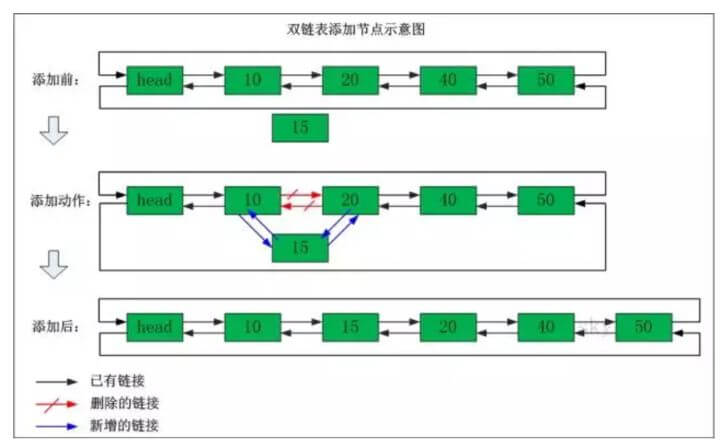 双链表添加节点示意图
添加前:
head 10 20 40 50
15
添加动作:
head 10 20 40 50
15
添加后:
head 10 15 20 40 50
sky
已有链接
删除的链接
新增的链接